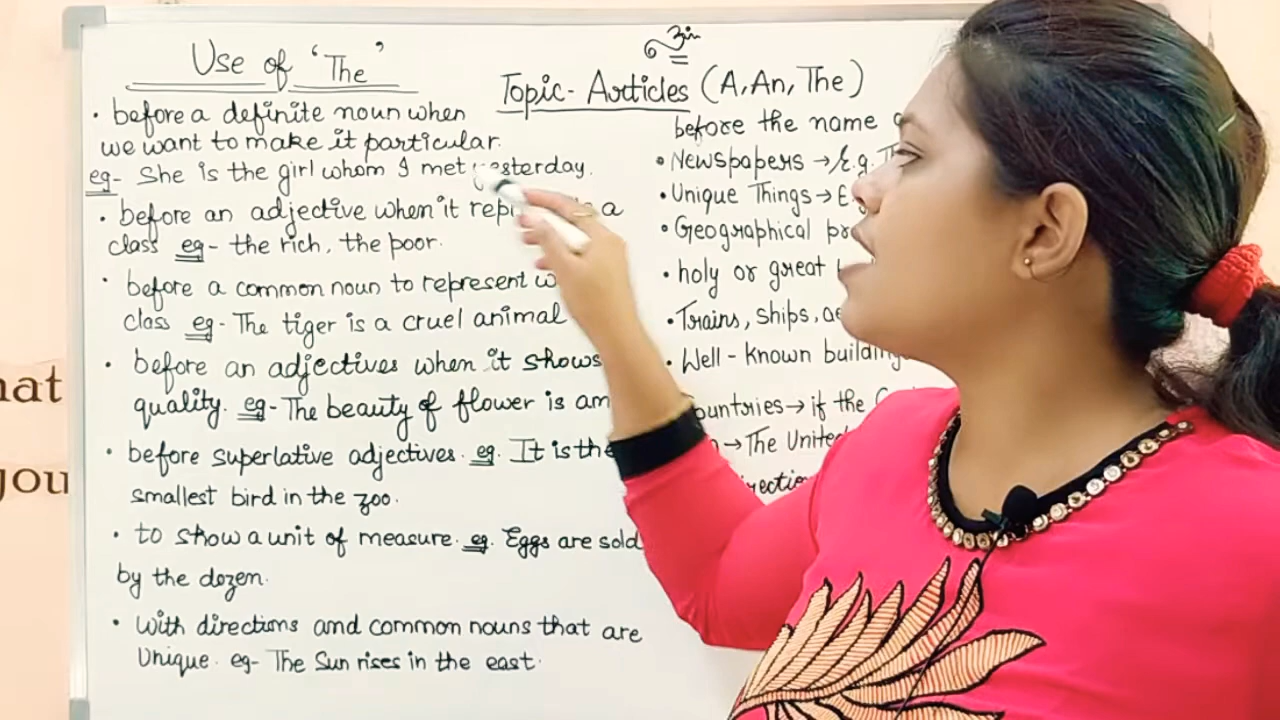 Use of 'The'
• before a definite noun when
we want to make it particular.
eg- She is the girl whom I met yesterday.
• before an adjective when it a
class eg- the rich, the poor.
• before a common noun to represent
class eg- The tiger is a cruel animal
• before an adjectives when it shows
quality. eg- The beauty of flower is
• before superlative adjectives. eg. It is the
smallest bird in the zoo.
• to show a unit of measure. eg. Eggs are sold
by the dozen.
• with directions and common nouns that are
Unique. eg- The Sun rises in the east.
Topic- Articles (A, An, The)
before the name
• Newspapers → E.g.
• Unique Things →
• Geographical
• holy or great
• Trains, ships,
• Well-known
→ if the
→ The